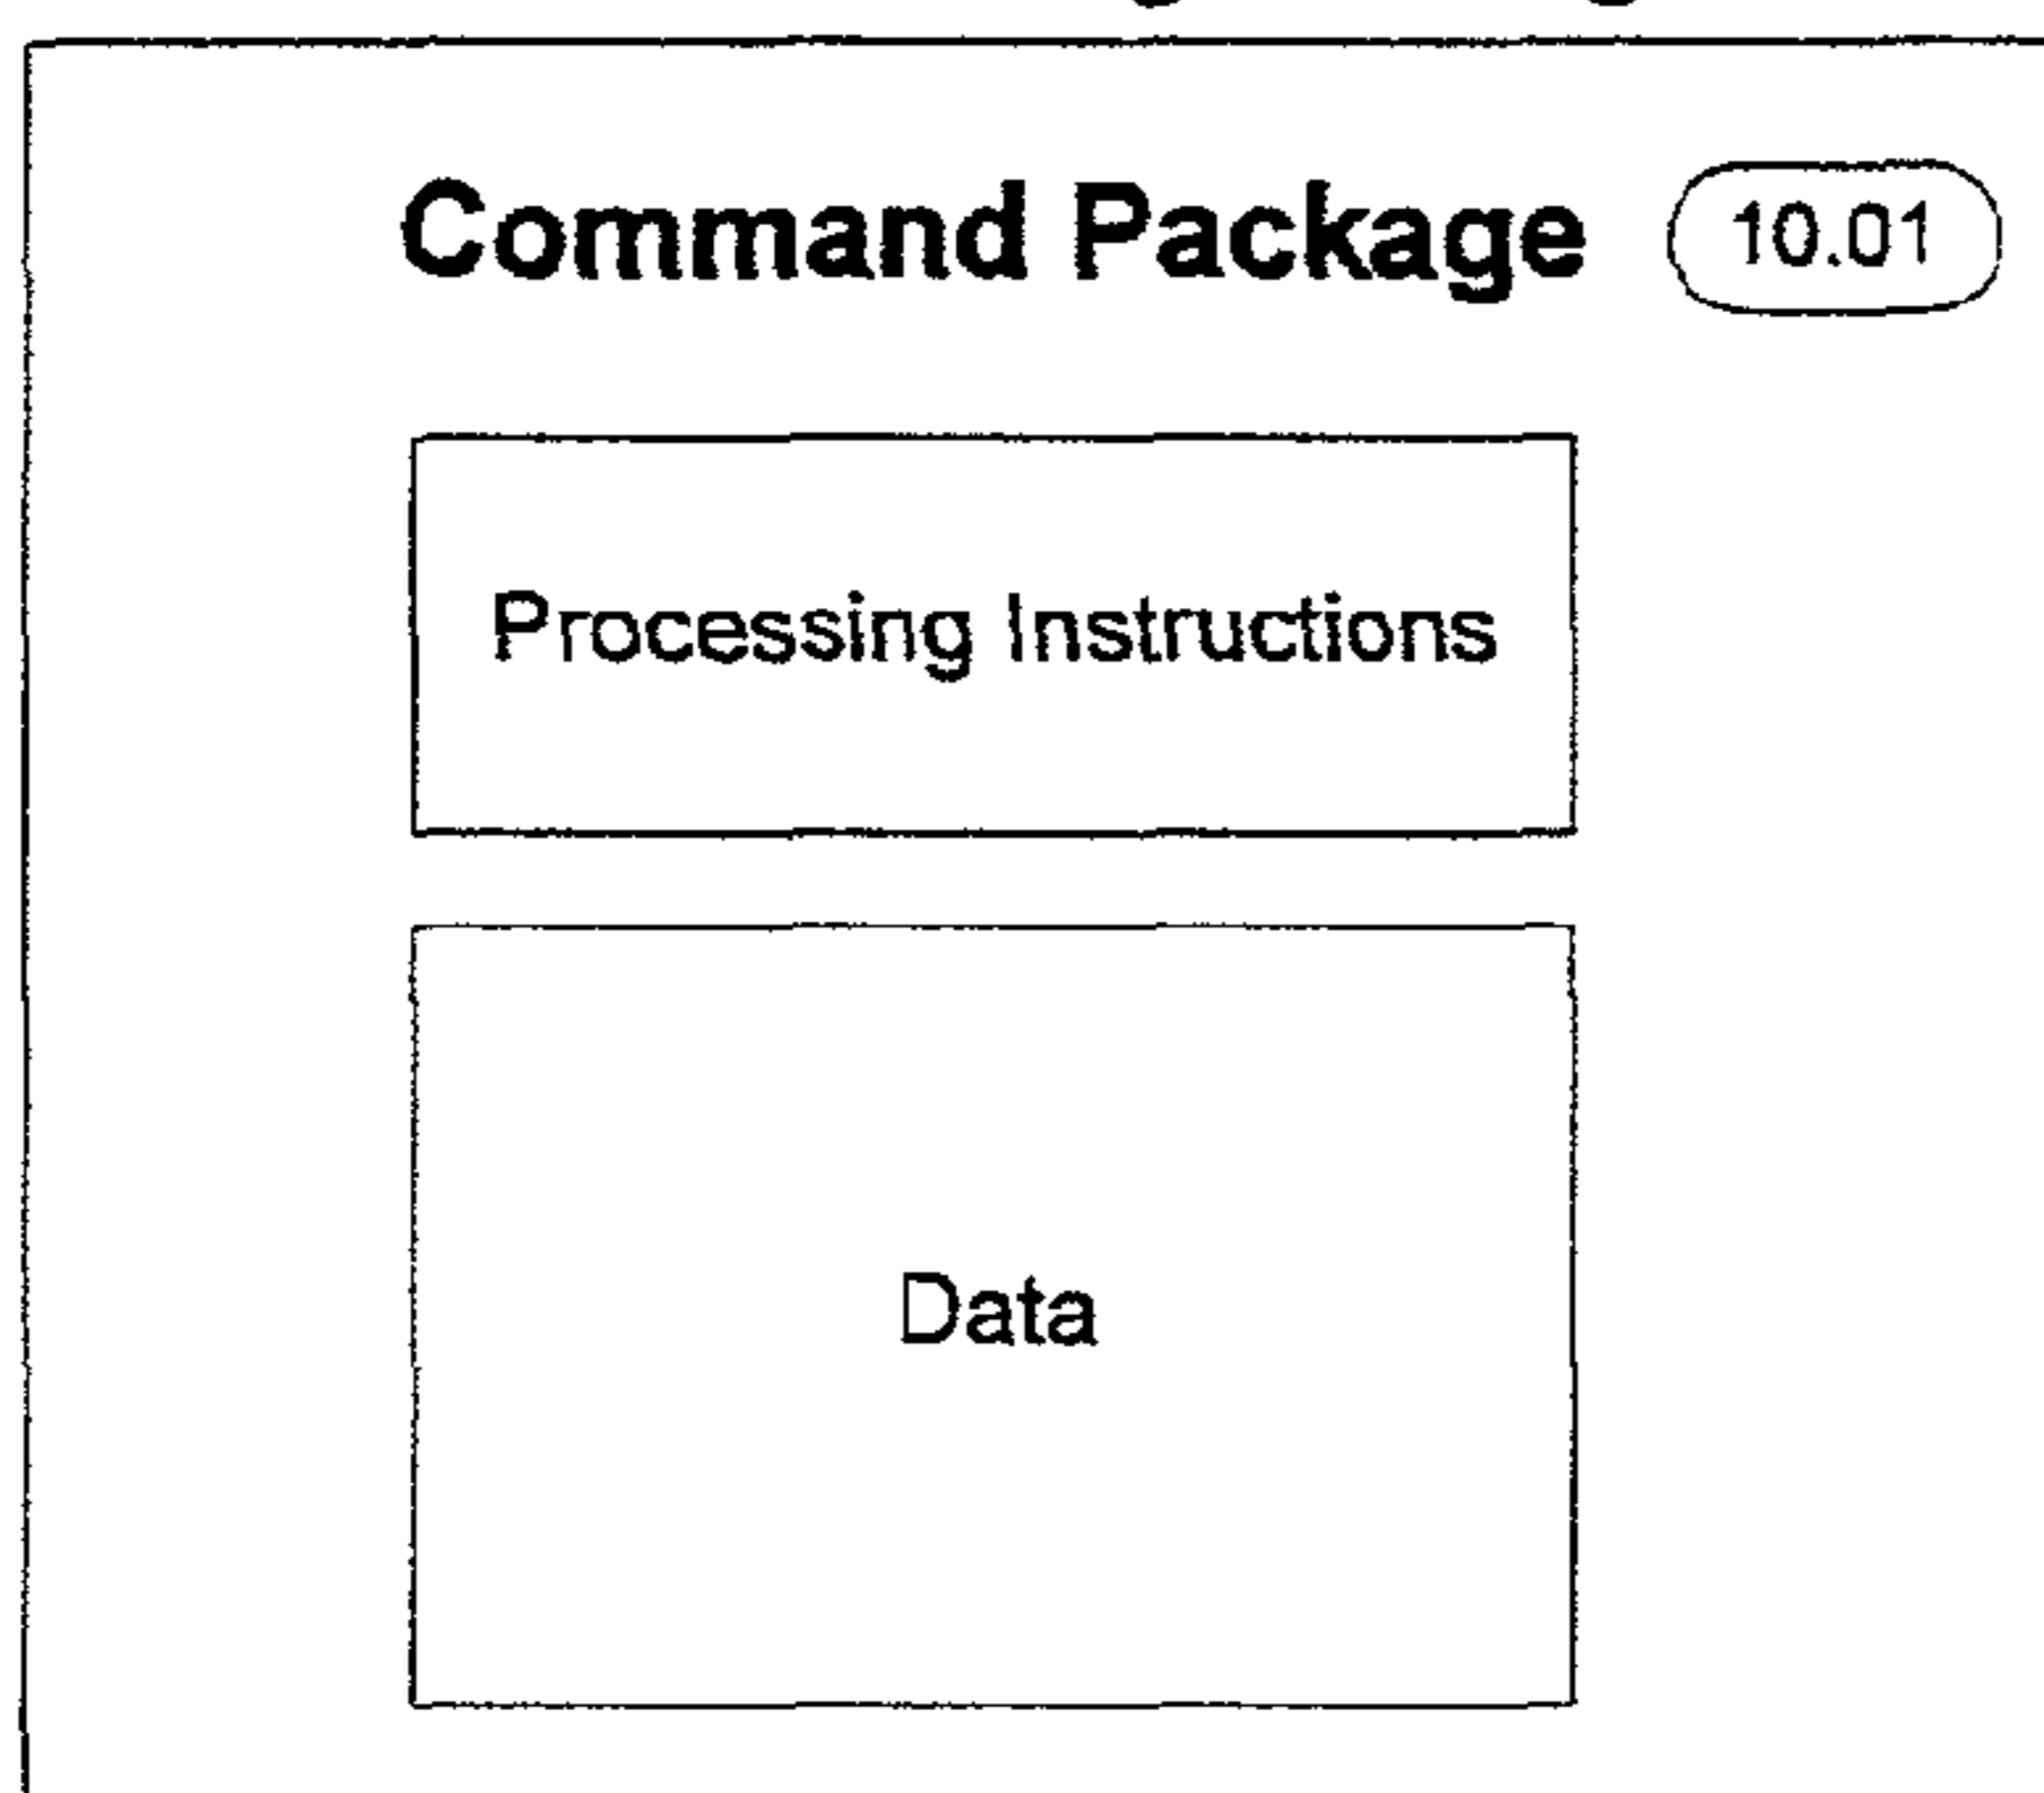 Command Package 10.01
Processing Instructions
Data